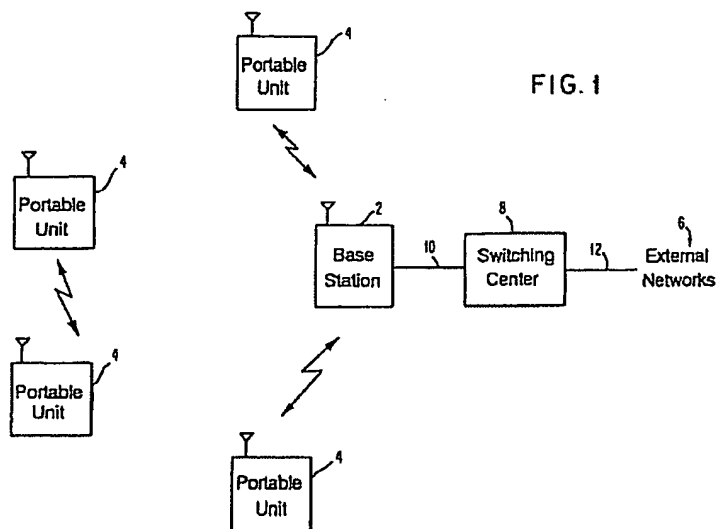 4
Portable
Unit
FIG. 1
4
Portable
Unit
2
8
6
Base
Station
10
Switching
Center
12
External
Networks
4
Portable
Unit
4
Portable
Unit